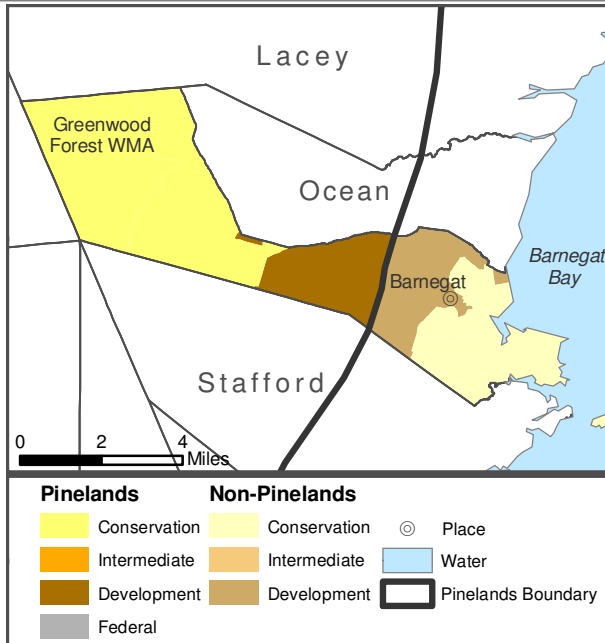 Lacey
Greenwood
Forest WMA
Ocean
Barnegat
Bay
Barnegat
Stafford
0 2 4
Miles
Pinelands Non-Pinelands
Conservation Conservation Place
Intermediate Intermediate Water
Development Development Pinelands Boundary
Federal